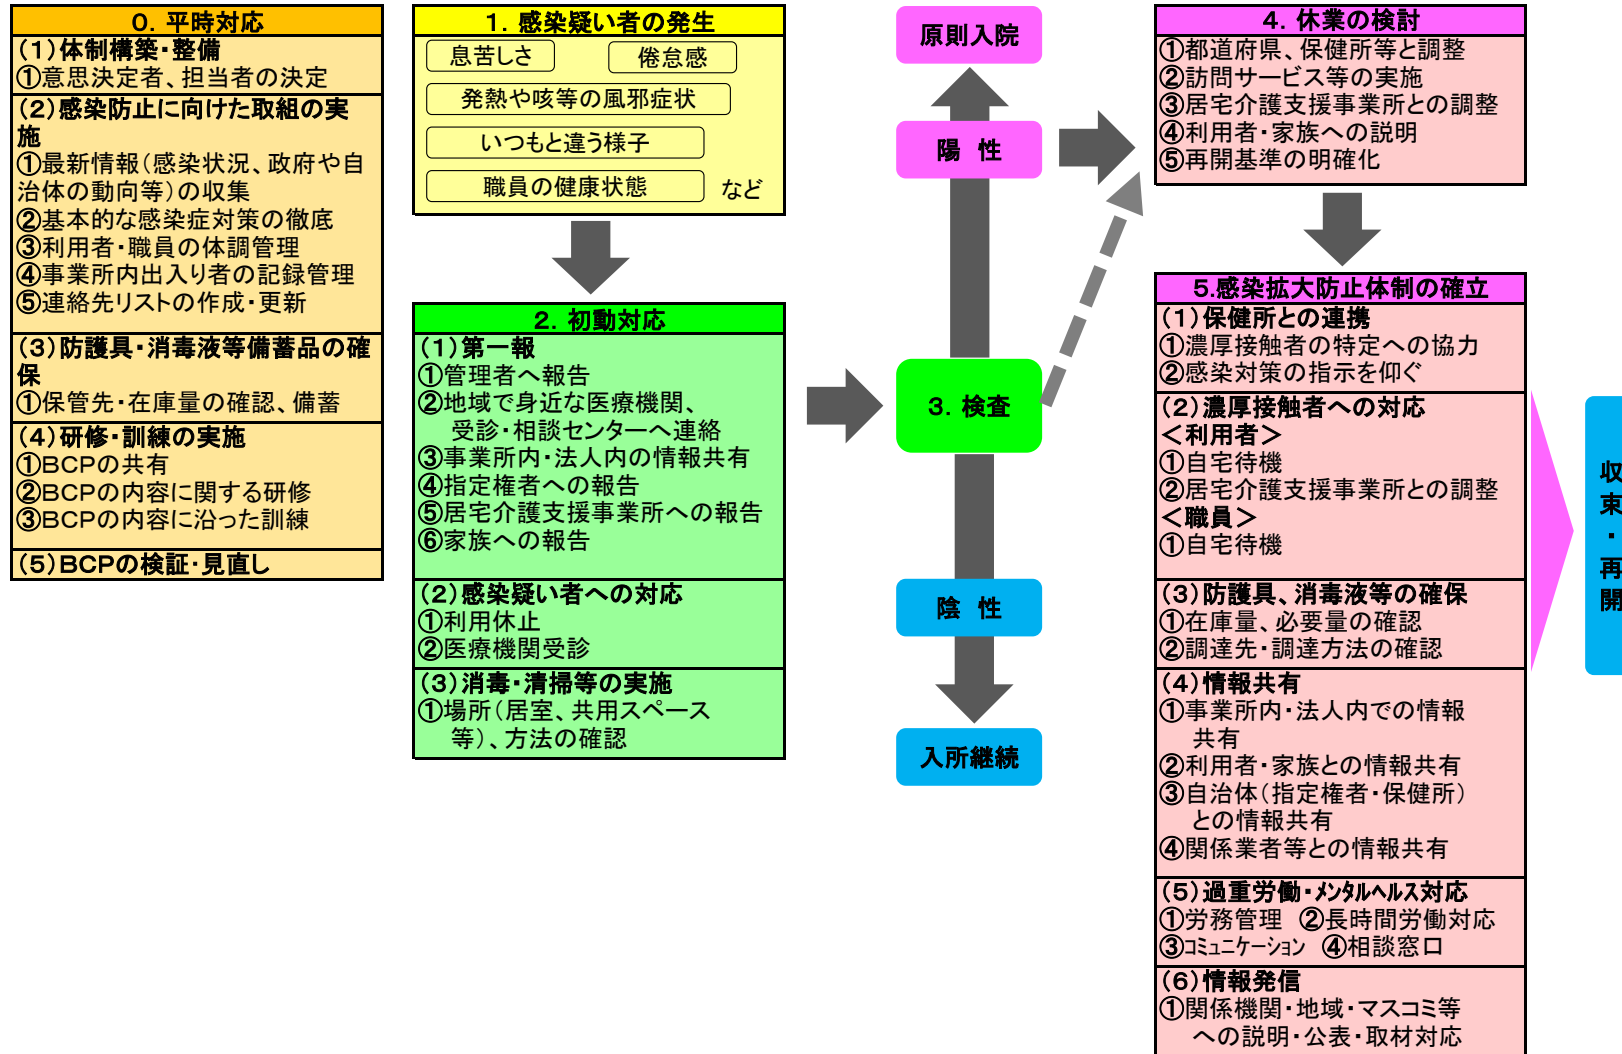 0．平時対応
（1）体制構築・整備
①意思決定者、担当者の決定
（2）感染防止に向けた取組の実
施
①最新情報（感染状況、政府や自
治体の動向等）の収集
②基本的な感染症対策の徹底
③利用者・職員の体調管理
④事業所内出入り者の記録管理
⑤連絡先リストの作成・更新
（3）防護具・消毒液等備蓄品の確
保
①保管先・在庫量の確認、備蓄
（4）研修・訓練の実施
①BCPの共有
②BCPの内容に関する研修
③BCPの内容に沿った訓練
（5）BCPの検証・見直し
1．感染疑い者の発生
息苦しさ
倦怠感
発熱や咳等の風邪症状
いつもと違う様子
職員の健康状態
など
2．初動対応
（1）第一報
①管理者へ報告
②地域で身近な医療機関、
受診・相談センターへ連絡
③事業所内・法人内の情報共有
④指定権者への報告
⑤居宅介護支援事業所への報告
⑥家族への報告
（2）感染疑い者への対応
①利用休止
②医療機関受診
（3）消毒・清掃等の実施
①場所（居室、共用スペース
等）、方法の確認
原則入院
陽 性
3．検査
陰 性
入所継続
4．休業の検討
①都道府県、保健所等と調整
②訪問サービス等の実施
③居宅介護支援事業所との調整
④利用者・家族への説明
⑤再開基準の明確化
5.感染拡大防止体制の確立
（1）保健所との連携
①濃厚接触者の特定への協力
②感染対策の指示を仰ぐ
（2）濃厚接触者への対応
＜利用者＞
①自宅待機
②居宅介護支援事業所との調整
＜職員＞
①自宅待機
（3）防護具、消毒液等の確保
①在庫量、必要量の確認
②調達先・調達方法の確認
（4）情報共有
①事業所内・法人内での情報
共有
②利用者・家族との情報共有
③自治体（指定権者・保健所）
との情報共有
④関係業者等との情報共有
（5）過重労働・ﾒﾝﾀﾙﾍﾙｽ対応
①労務管理 ②長時間労働対応
③ｺﾐｭﾆｹｰｼｮﾝ ④相談窓口
（6）情報発信
①関係機関・地域・マスコミ等
への説明・公表・取材対応
収束・再開